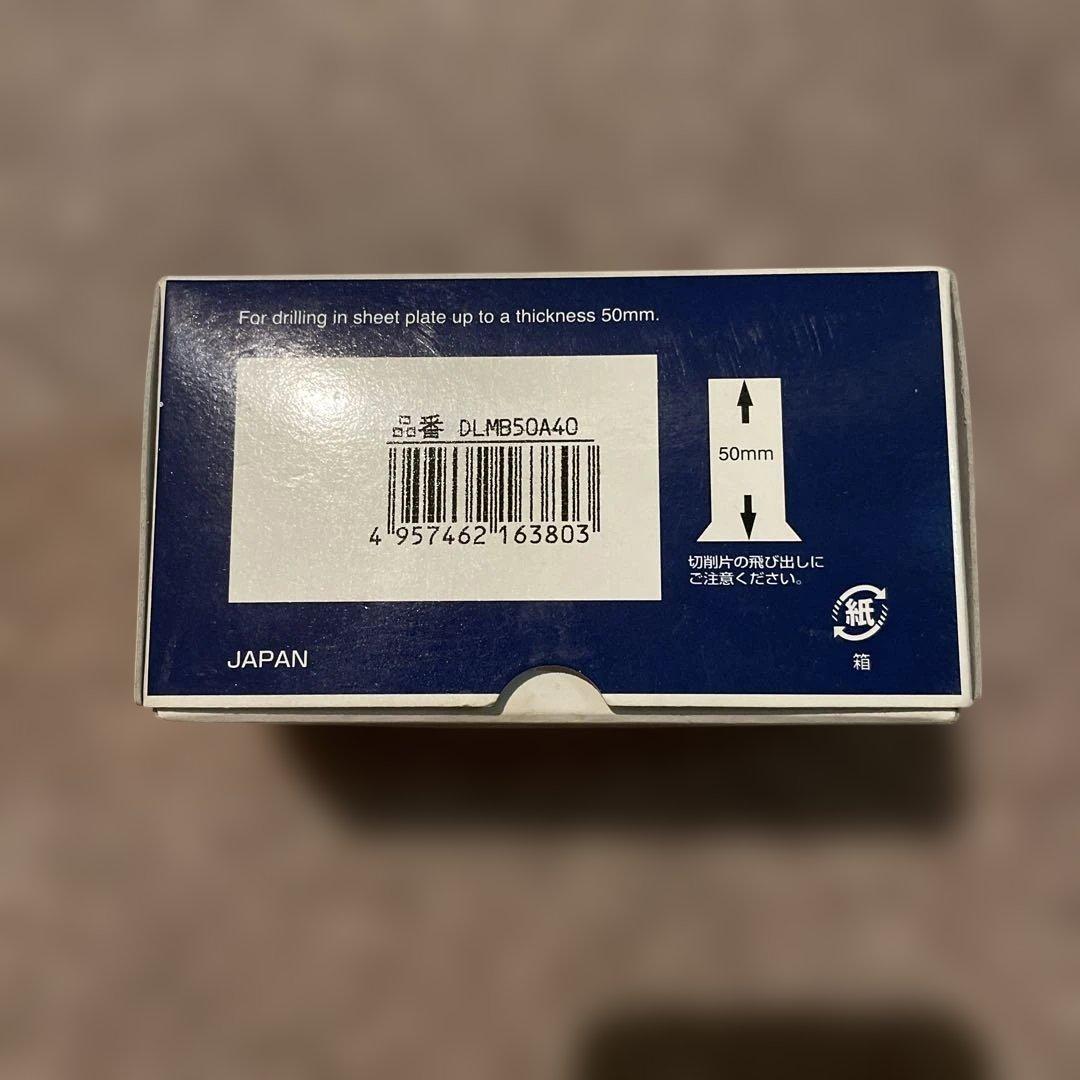 For drilling in sheet plate up to a thickness 50mm.
品番 DLMB50A40
4 957462 163803
50mm
切削片の飛び出しに
ご注意ください。
紙
箱
JAPAN